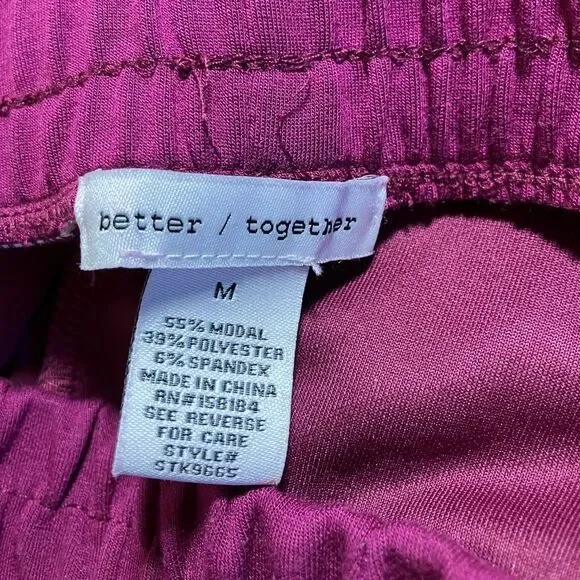 better / together
M
55% MODAL
39% POLYESTER
6% SPANDEX
MADE IN CHINA
RN#158184
SEE REVERSE
FOR CARE
STYLE#
STK9665